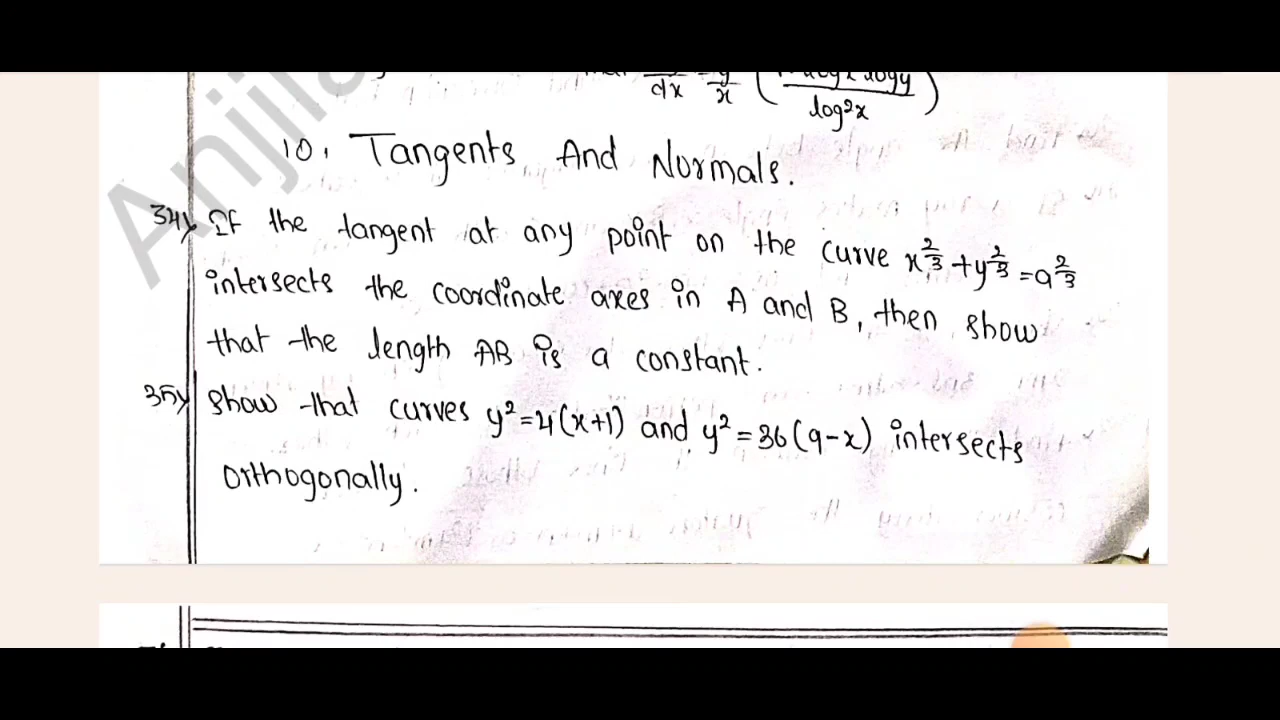 dx x log²x
10. Tangents And Normals.
34) If the tangent at any point on the curve x^2/3 + y^2/3 = a^2/3
intersects the coordinate axes in A and B, then show
that the length AB is a constant.
35) Show that curves y² = 4(x+1) and y² = 36(9-x) intersects
orthogonally.